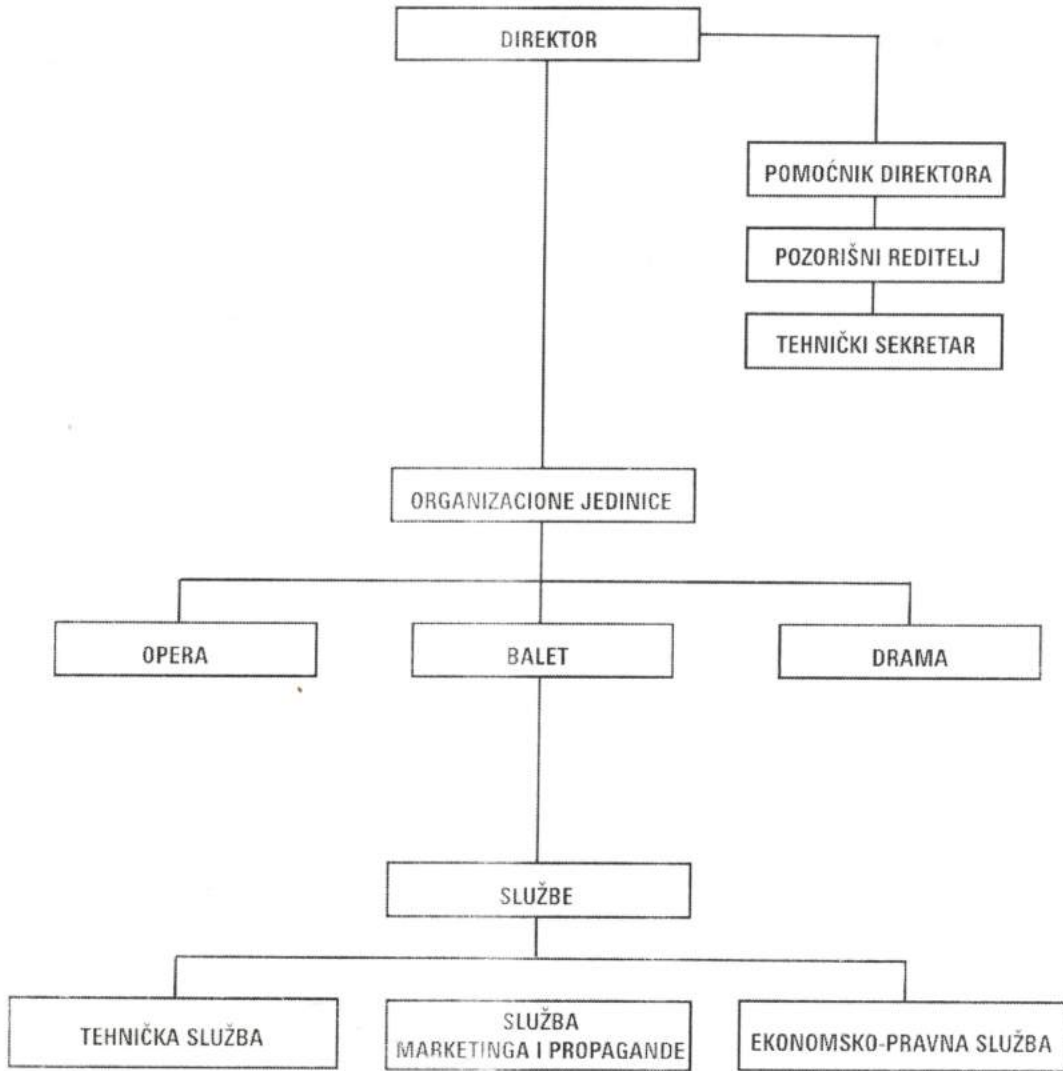 DIREKTOR
POMOĆNIK DIREKTORA
POZORIŠNI REDITELJ
TEHNIČKI SEKRETAR
ORGANIZACIONE JEDINICE
OPERA
BALET
DRAMA
SLUŽBE
TEHNIČKA SLUŽBA
SLUŽBA
MARKETINGA I PROPAGANDE
EKONOMSKO-PRAVNA SLUŽBA